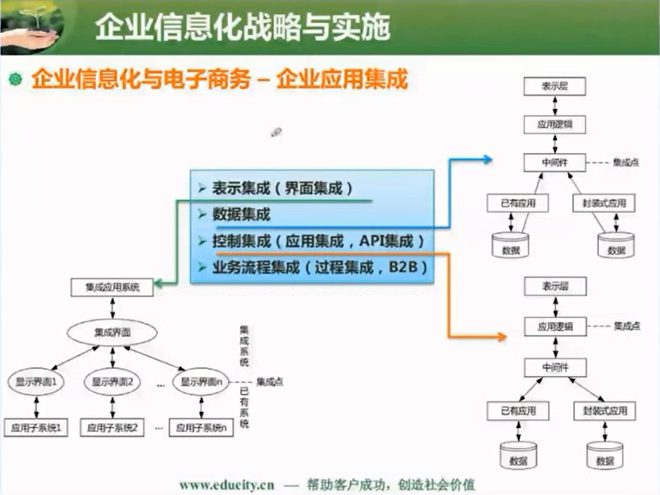 企业信息化战略与实施
企业信息化与电子商务 – 企业应用集成
表示集成（界面集成）
数据集成
控制集成（应用集成，API集成）
业务流程集成（过程集成，B2B）
表示层
应用逻辑
中间件
集成点
已有应用
封装式应用
数据
数据
表示层
应用逻辑
集成点
中间件
已有应用
封装式应用
数据
数据
集成应用系统
集成界面
集成系统
显示界面1
显示界面2
...
显示界面n
集成点
已有系统
应用子系统1
应用子系统2
...
应用子系统n
www.educity.cn — 帮助客户成功，创造社会价值